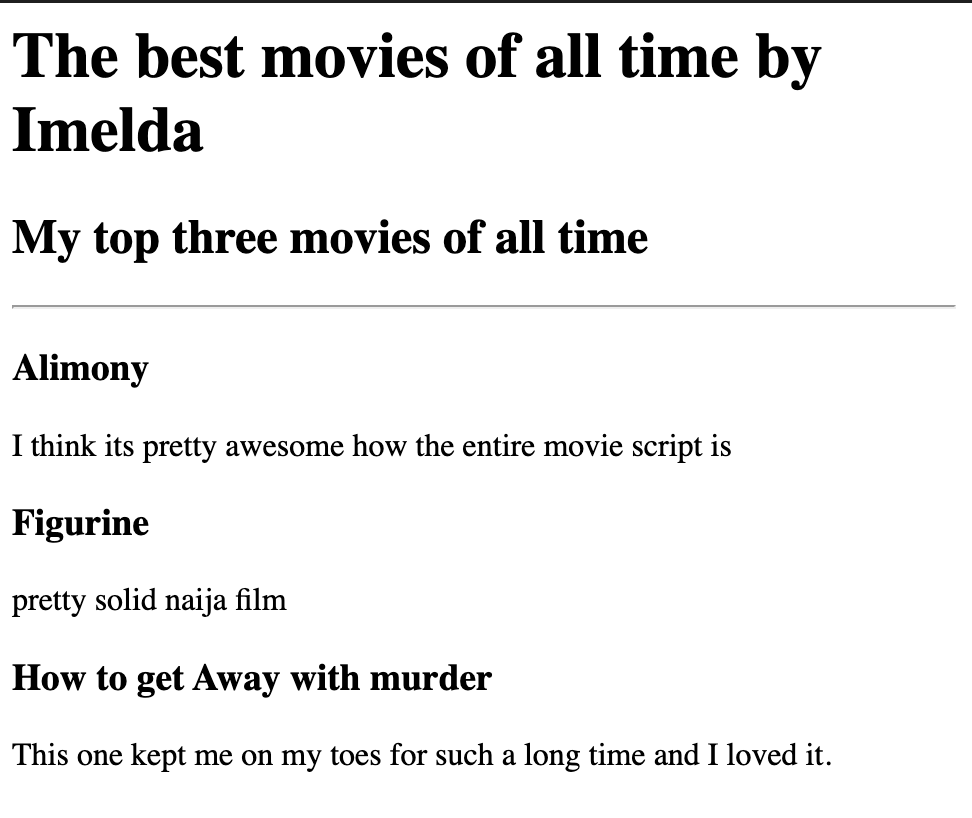 The best movies of all time by
Imelda
My top three movies of all time
Alimony
I think its pretty awesome how the entire movie script is
Figurine
pretty solid naija film
How to get Away with murder
This one kept me on my toes for such a long time and I loved it.